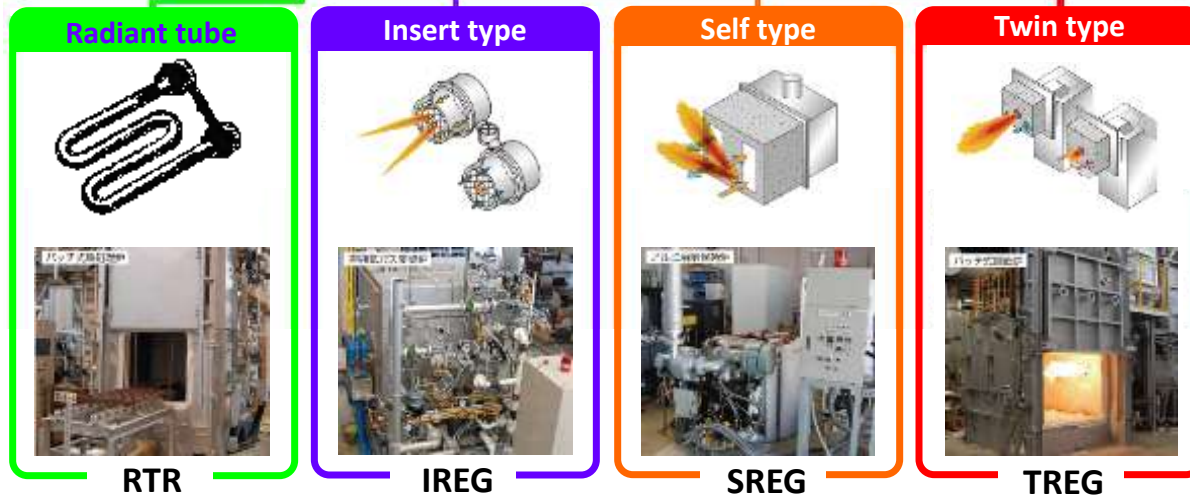 Radiant tube
Insert type
Self type
Twin type
RTR
IREG
SREG
TREG